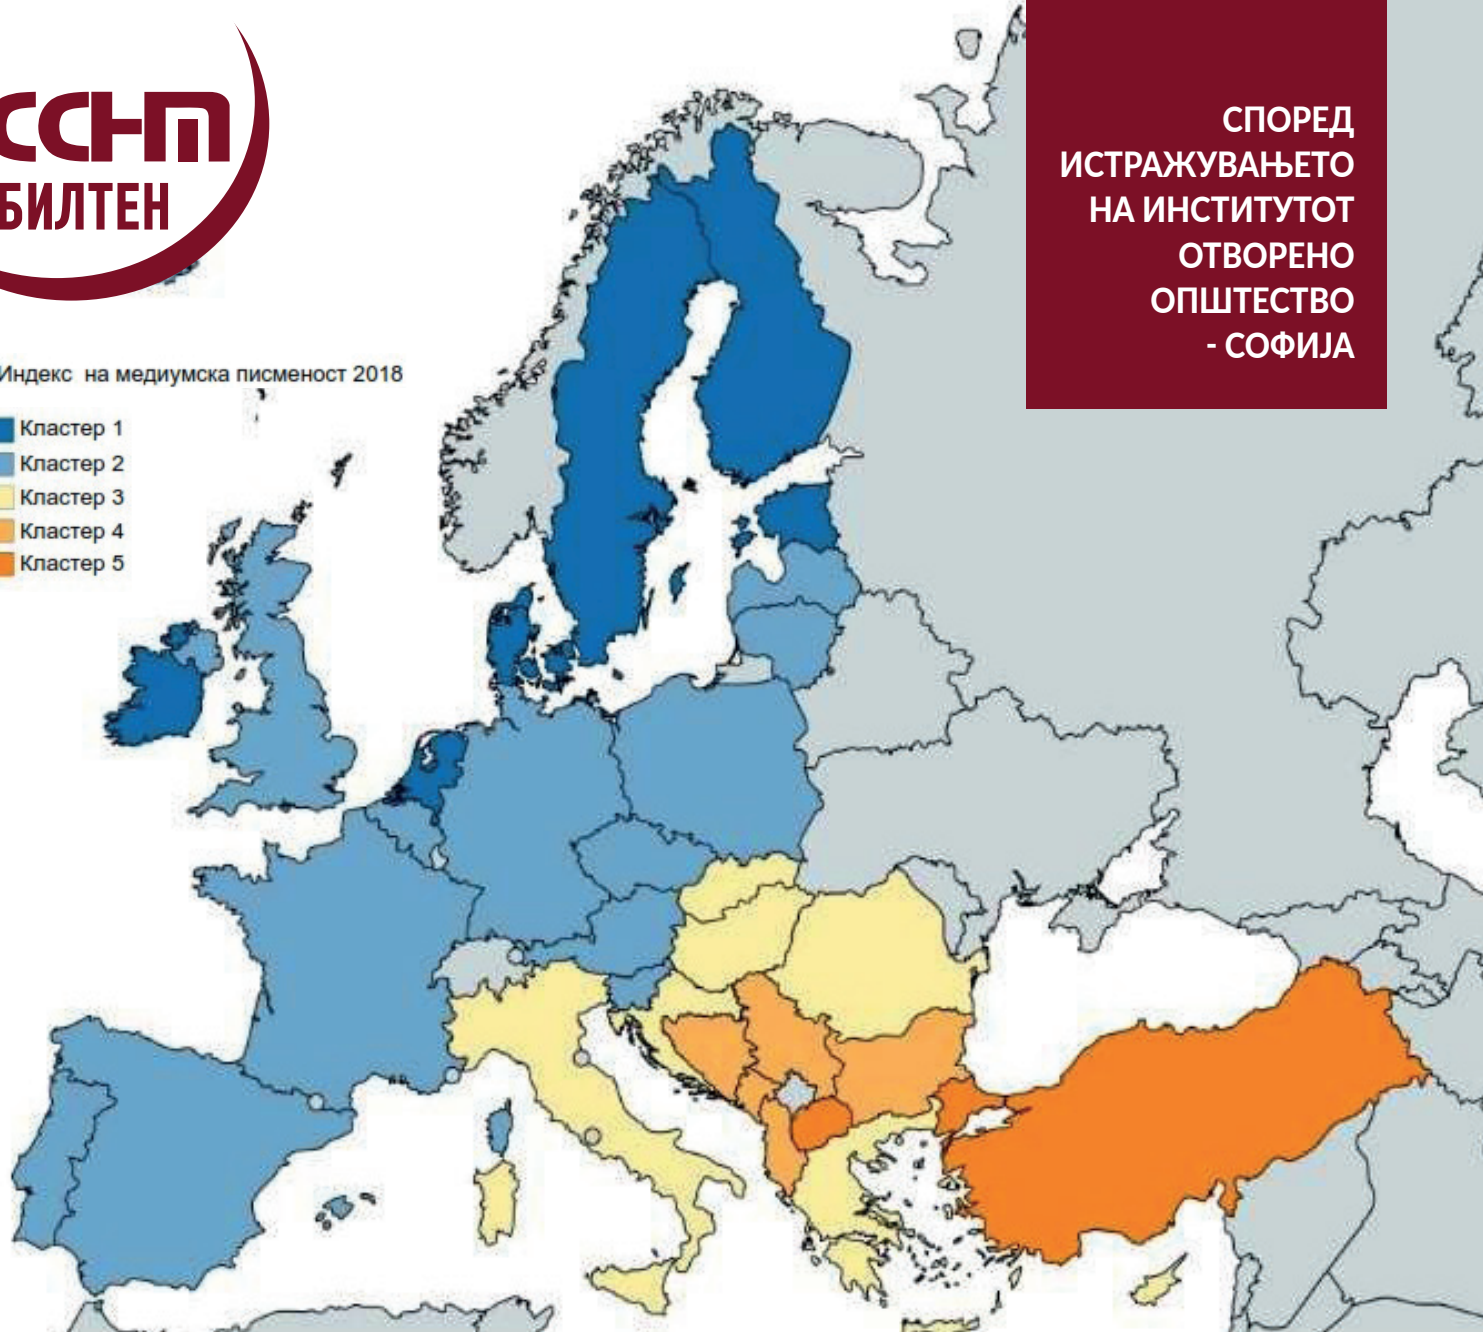 ССНМ
БИЛТЕН
СПОРЕД
ИСТРАЖУВАЊЕТО
НА ИНСТИТУТОТ
ОТВОРЕНО
ОПШТЕСТВО
- СОФИЈА
Индекс на медиумска писменост 2018
Кластер 1
Кластер 2
Кластер 3
Кластер 4
Кластер 5